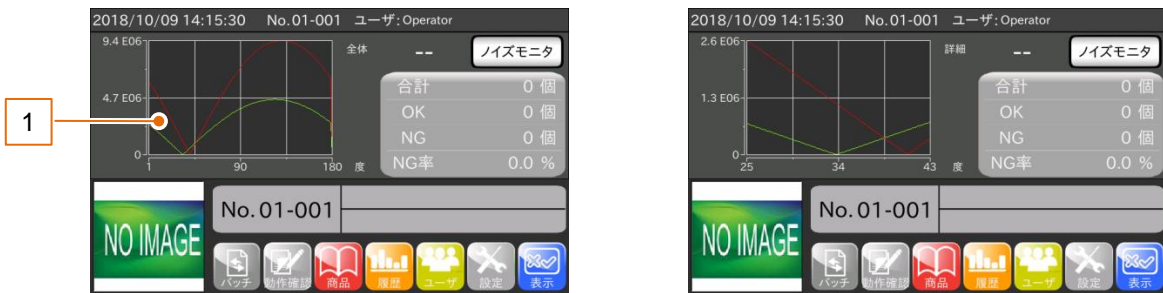 2018/10/09 14:15:30 No.01-001 ユーザ:Operator
9.4 E06
4.7 E06
0
1 90 180 度
全体 -- ノイズモニタ
合計 0 個
OK 0 個
NG 0 個
NG率 0.0 %
1
NO IMAGE
No.01-001
バッチ 動作確認 商品 履歴 ユーザ 設定 表示
2018/10/09 14:15:30 No.01-001 ユーザ:Operator
2.6 E06
1.3 E06
0
25 34 43 度
詳細 -- ノイズモニタ
合計 0 個
OK 0 個
NG 0 個
NG率 0.0 %
NO IMAGE
No.01-001
バッチ 動作確認 商品 履歴 ユーザ 設定 表示